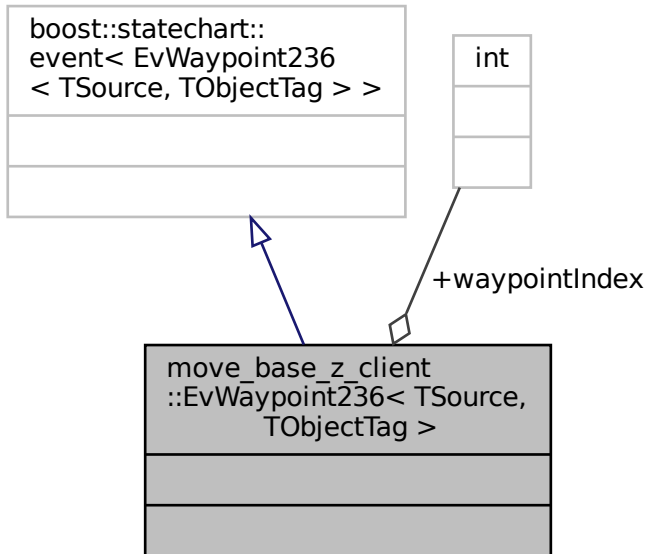 boost::statechart::
event< EvWaypoint236
< TSource, TObjectTag > >
int
+waypointIndex
move_base_z_client
::EvWaypoint236< TSource,
TObjectTag >